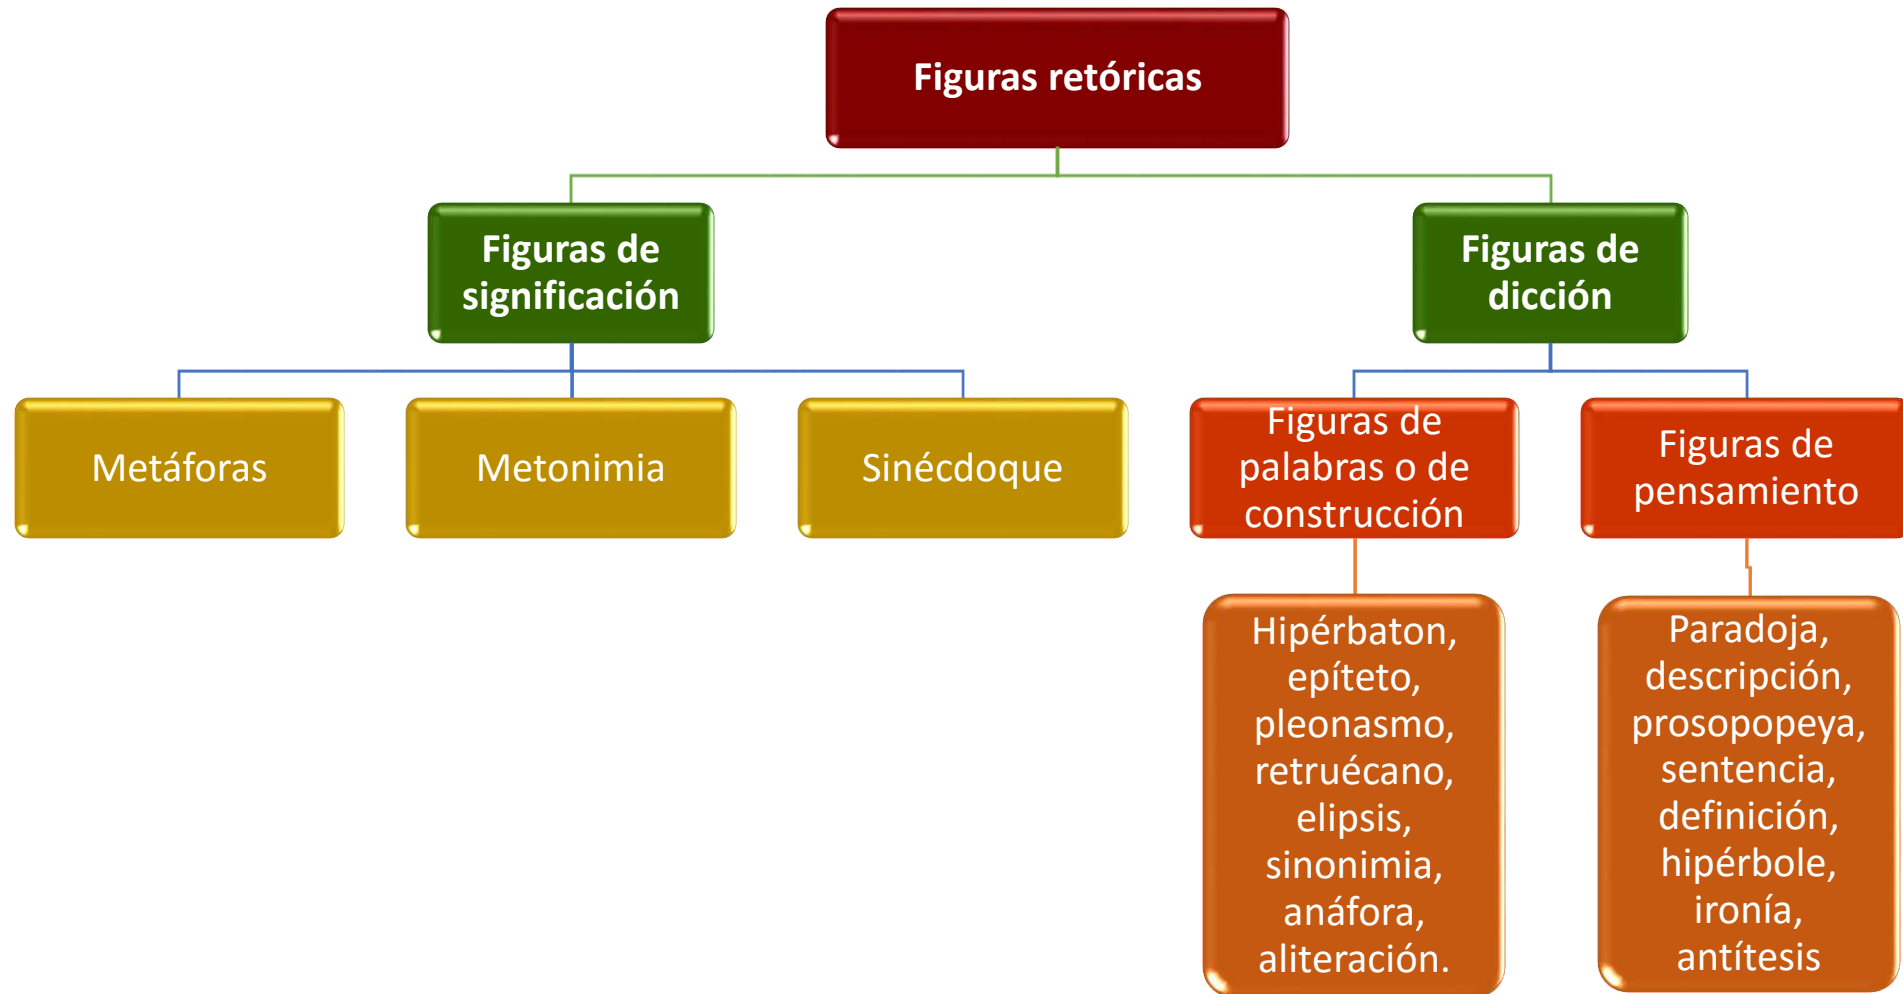 Figuras retóricas
Figuras de
significación
Figuras de
dicción
Metáforas
Metonimia
Sinécdoque
Figuras de
palabras o de
construcción
Figuras de
pensamiento
Hipérbaton,
epíteto,
pleonasmo,
retruécano,
elipsis,
sinonimia,
anáfora,
aliteración.
Paradoja,
descripción,
prosopopeya,
sentencia,
definición,
hipérbole,
ironía,
antítesis